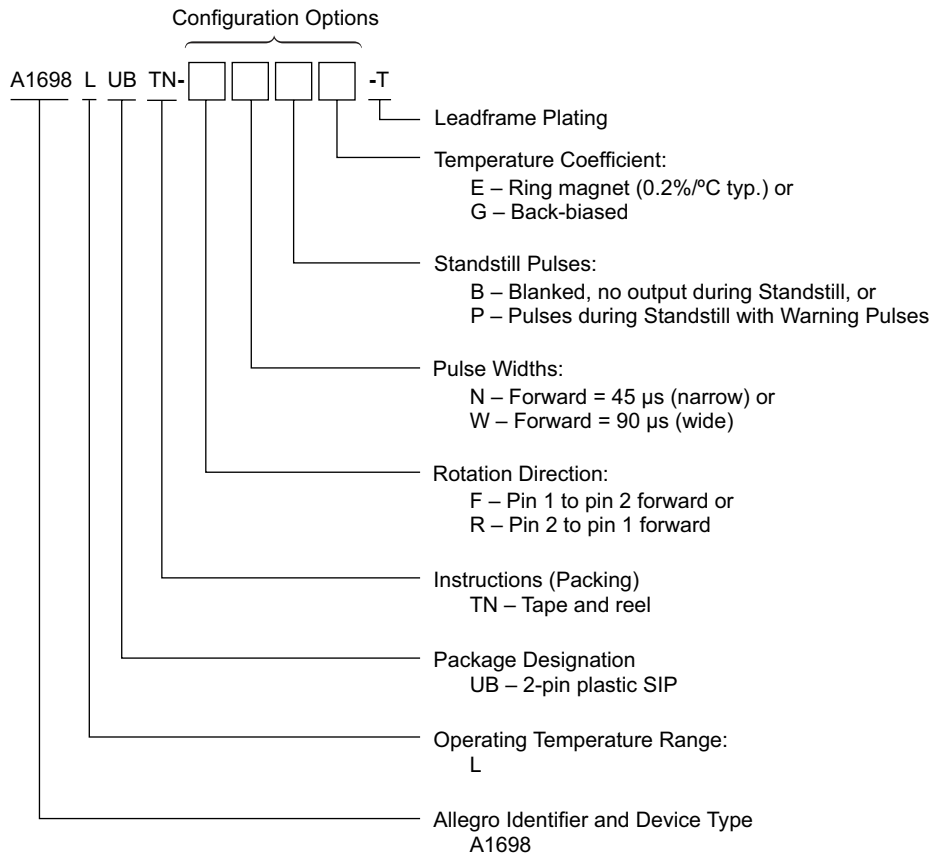 Configuration Options
A1698 L UB TN- -T
Leadframe Plating
Temperature Coefficient:
E – Ring magnet (0.2%/ºC typ.) or
G – Back-biased
Standstill Pulses:
B – Blanked, no output during Standstill, or
P – Pulses during Standstill with Warning Pulses
Pulse Widths:
N – Forward = 45 µs (narrow) or
W – Forward = 90 µs (wide)
Rotation Direction:
F – Pin 1 to pin 2 forward or
R – Pin 2 to pin 1 forward
Instructions (Packing)
TN – Tape and reel
Package Designation
UB – 2-pin plastic SIP
Operating Temperature Range:
L
Allegro Identifier and Device Type
A1698